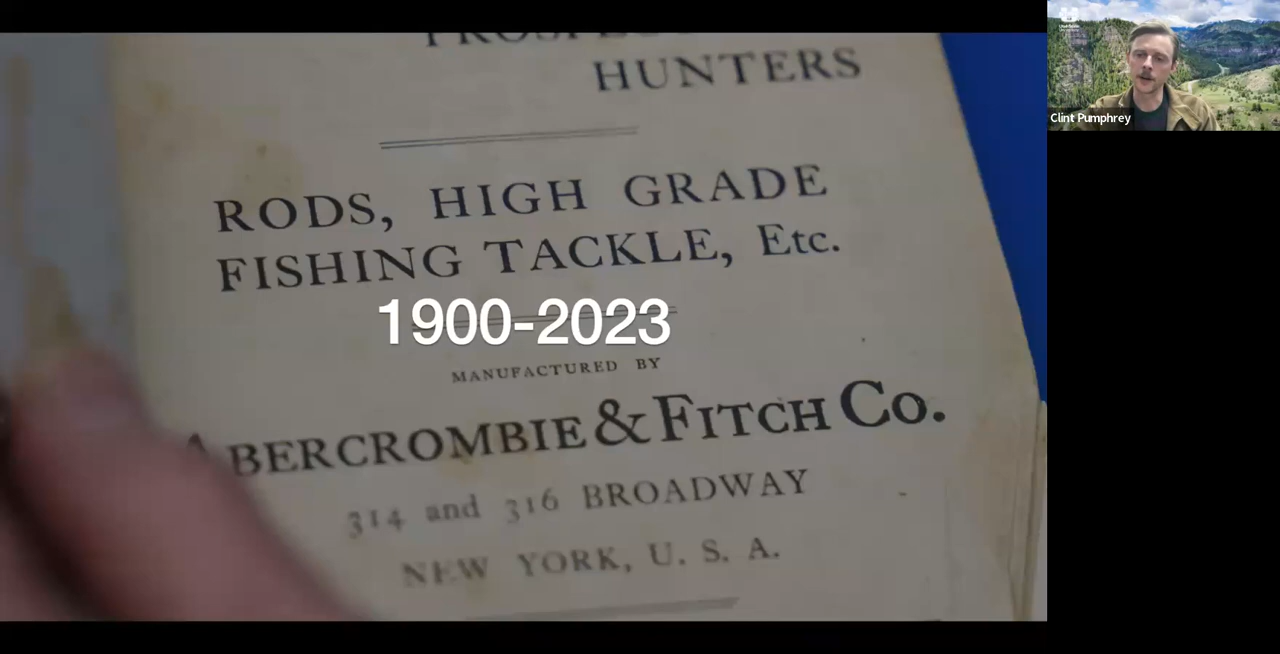 HUNTERS
RODS, HIGH GRADE
FISHING TACKLE, Etc.
1900-2023
MANUFACTURED BY
ABERCROMBIE & FITCH CO.
314 and 316 BROADWAY
NEW YORK, U. S. A.
Clint Pumphrey